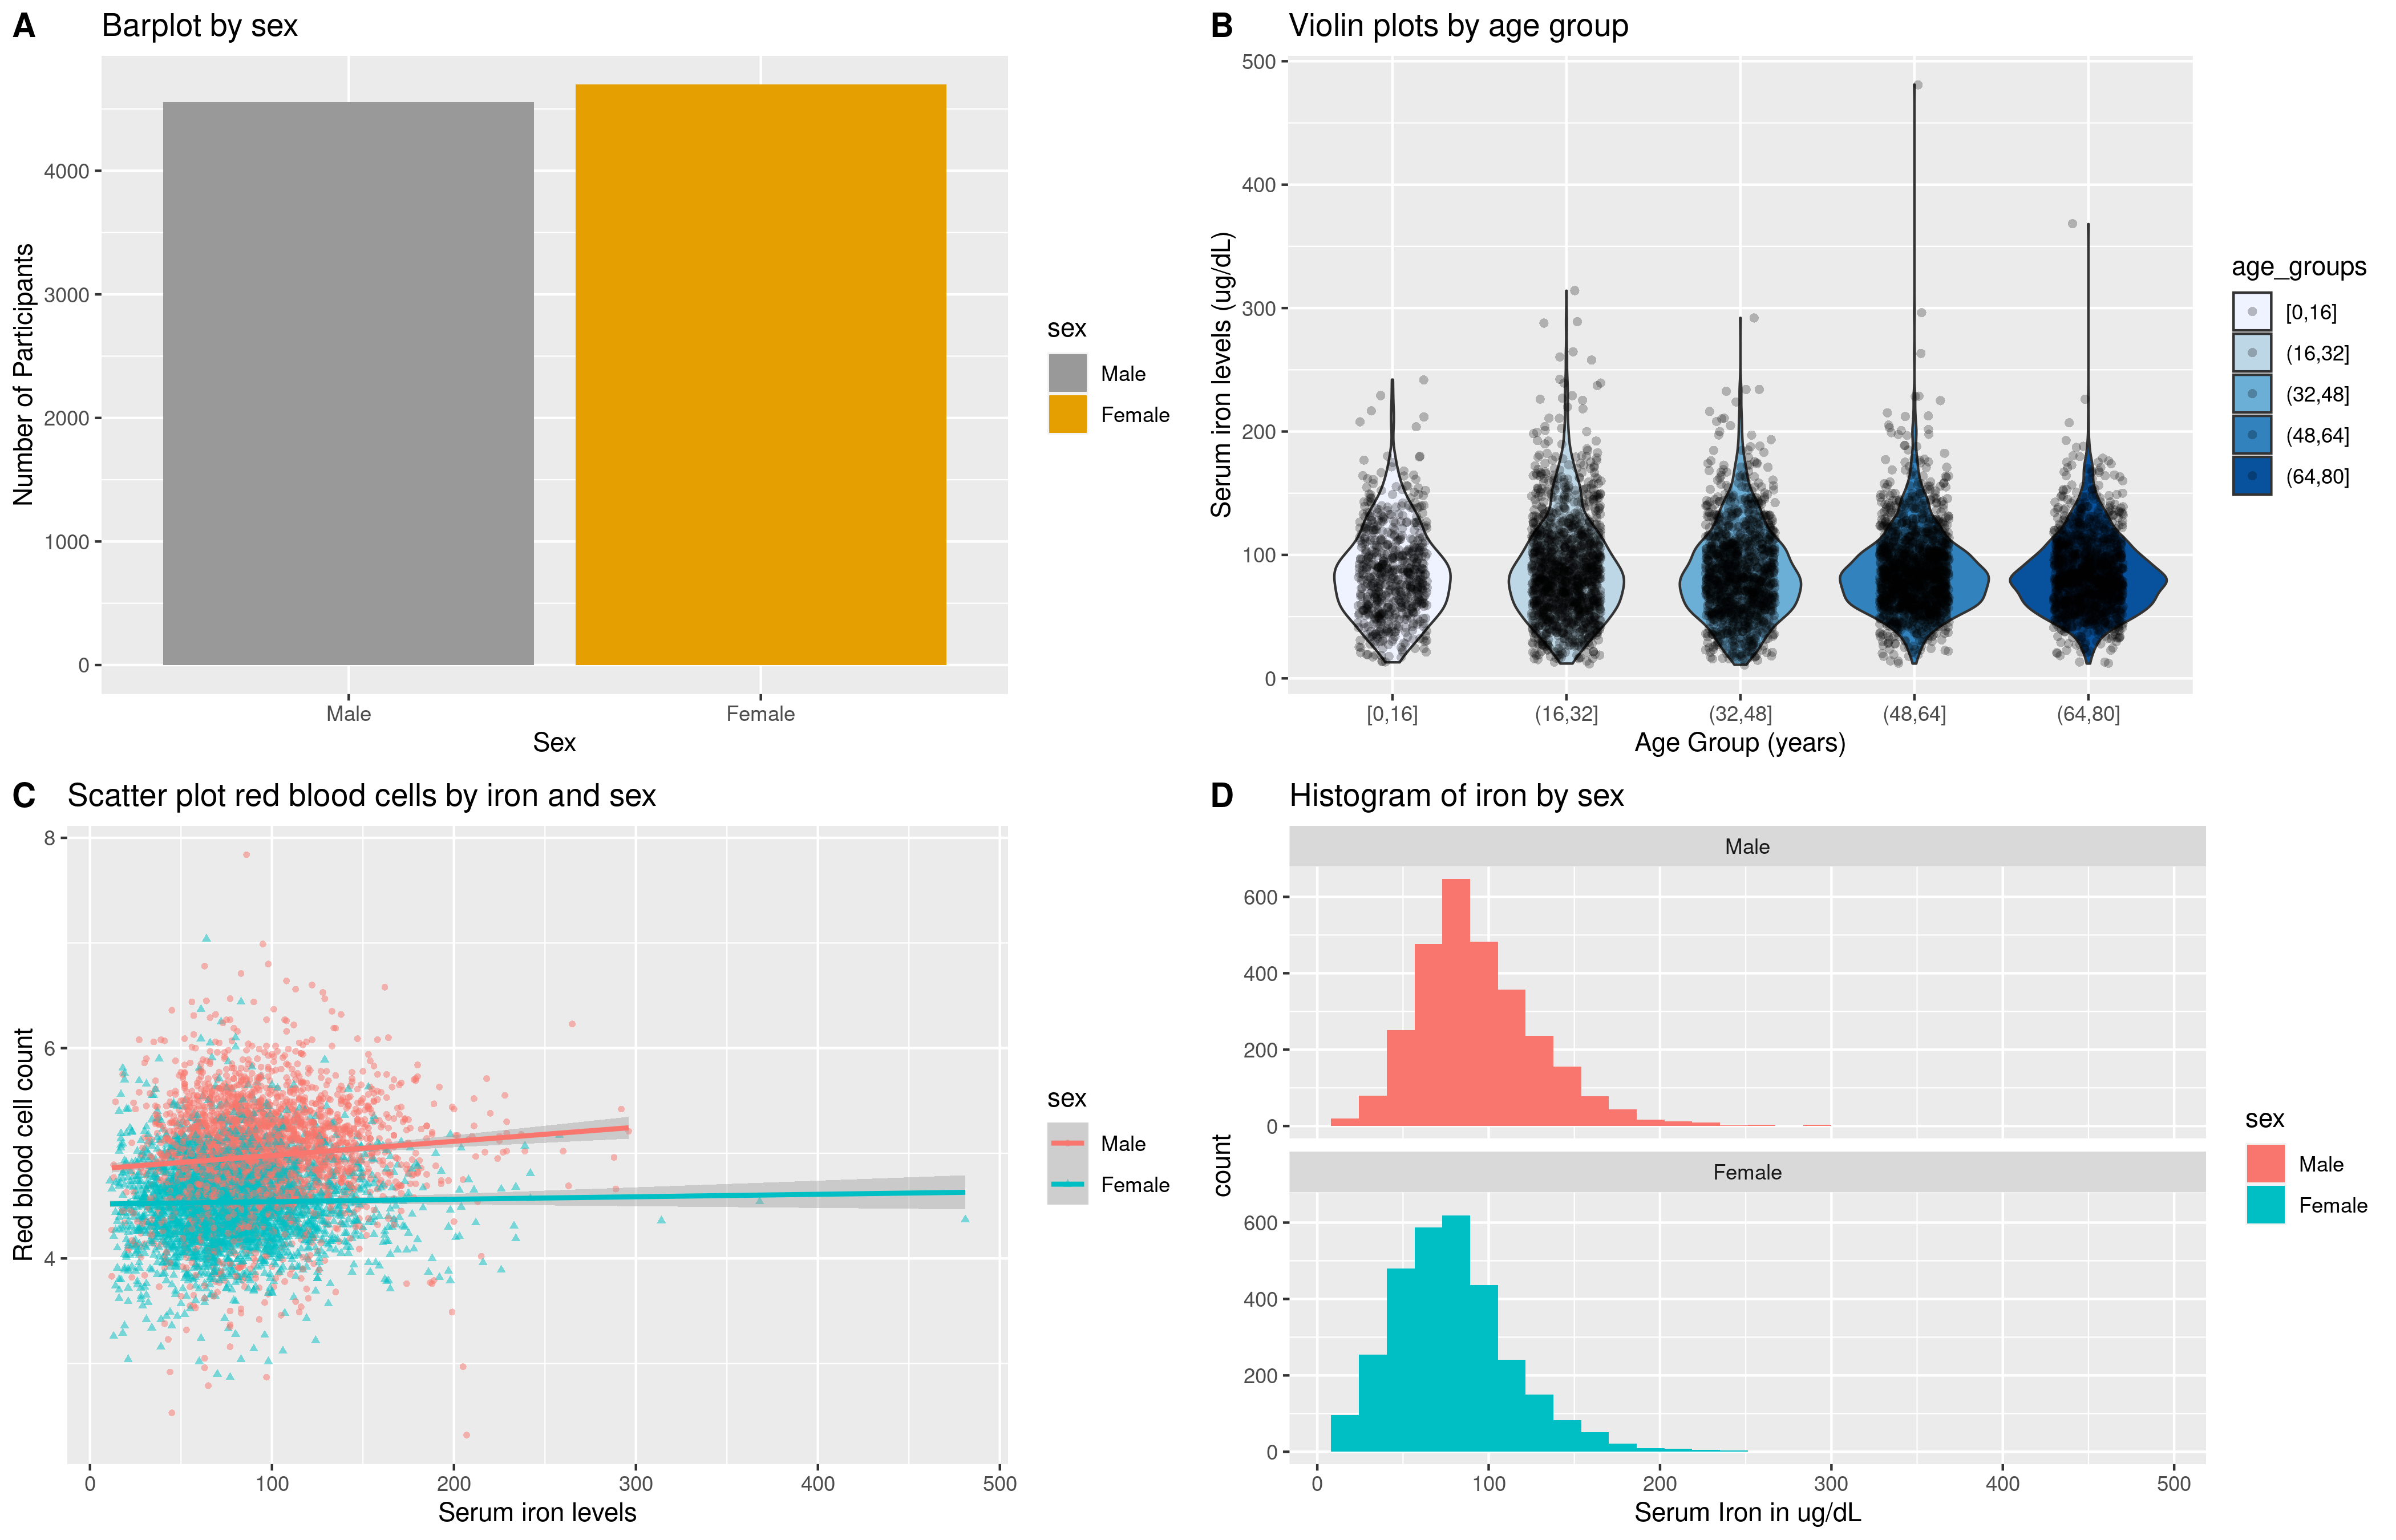 A Barplot by sex
Number of Participants
4000
3000
2000
1000
0
Male Female
Sex
sex
Male
Female
B Violin plots by age group
Serum iron levels (ug/dL)
500
400
300
200
100
0
[0,16] (16,32] (32,48] (48,64] (64,80]
Age Group (years)
age_groups
[0,16]
(16,32]
(32,48]
(48,64]
(64,80]
C Scatter plot red blood cells by iron and sex
Red blood cell count
8
6
4
0 100 200 300 400 500
Serum iron levels
sex
Male
Female
D Histogram of iron by sex
Male
600
400
200
0
count
Female
600
400
200
0
0 100 200 300 400 500
Serum Iron in ug/dL
sex
Male
Female